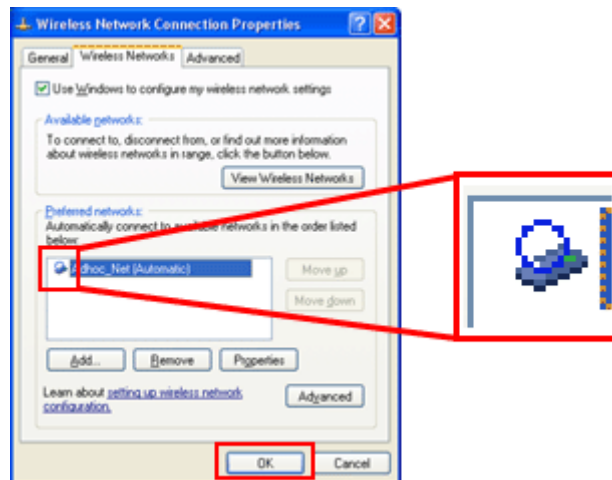 Wireless Network Connection Properties
General Wireless Networks Advanced
Use Windows to configure my wireless network settings
Available networks:
To connect to, disconnect from, or find out more information
about wireless networks in range, click the button below.
View Wireless Networks
Preferred networks:
Automatically connect to available networks in the order listed
below:
Adhoc_Net (Automatic)
Move up
Move down
Add... Remove Properties
Learn about setting up wireless network
configuration.
Advanced
OK Cancel